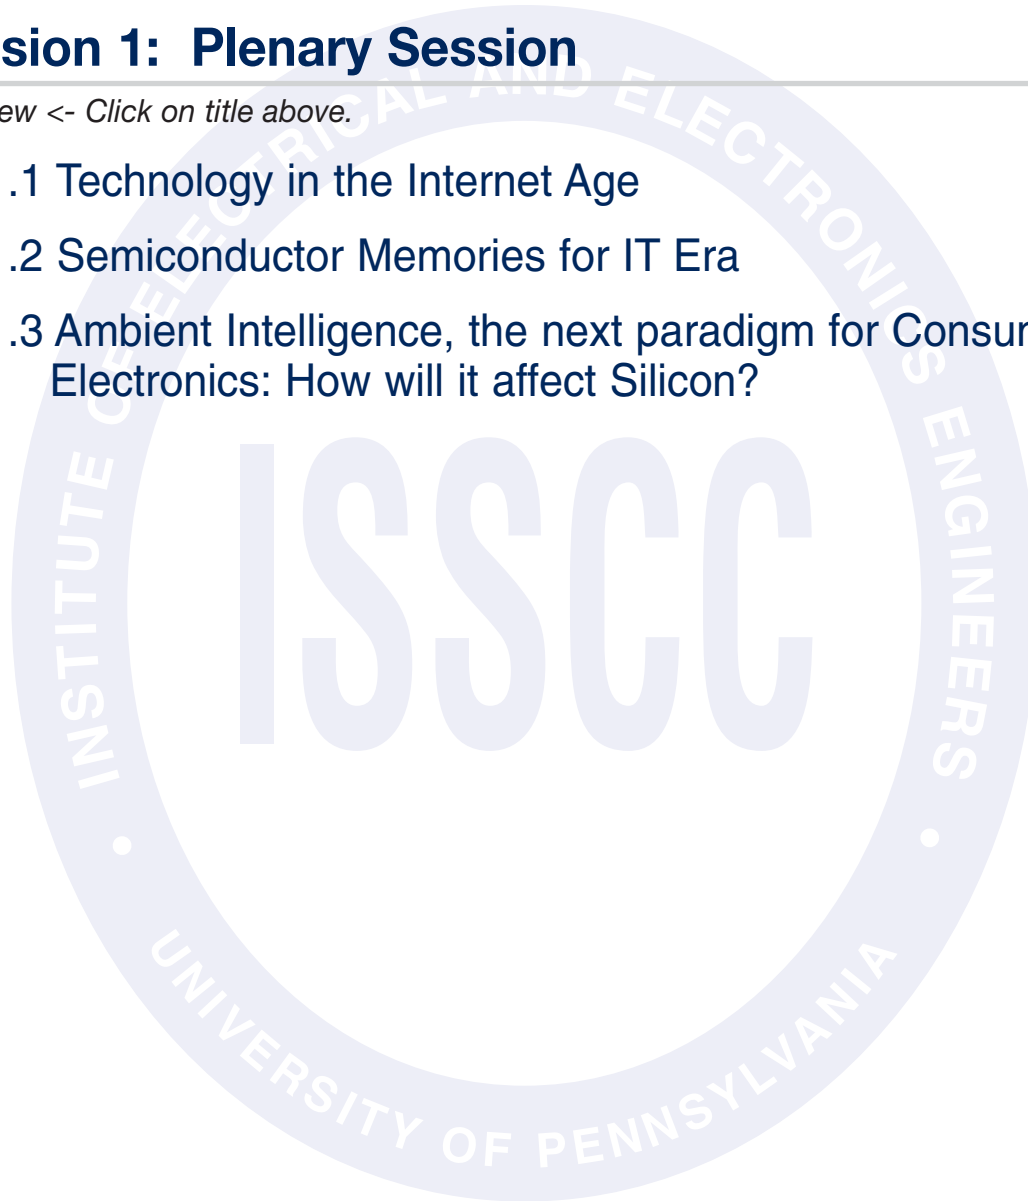 sion 1: Plenary Session
ew <- Click on title above.
.1 Technology in the Internet Age
.2 Semiconductor Memories for IT Era
.3 Ambient Intelligence, the next paradigm for Consu
Electronics: How will it affect Silicon?
INSTITUTE OF ELECTRICAL AND ELECTRONICS ENGINEERS
ISSCC
UNIVERSITY OF PENNSYLVANIA